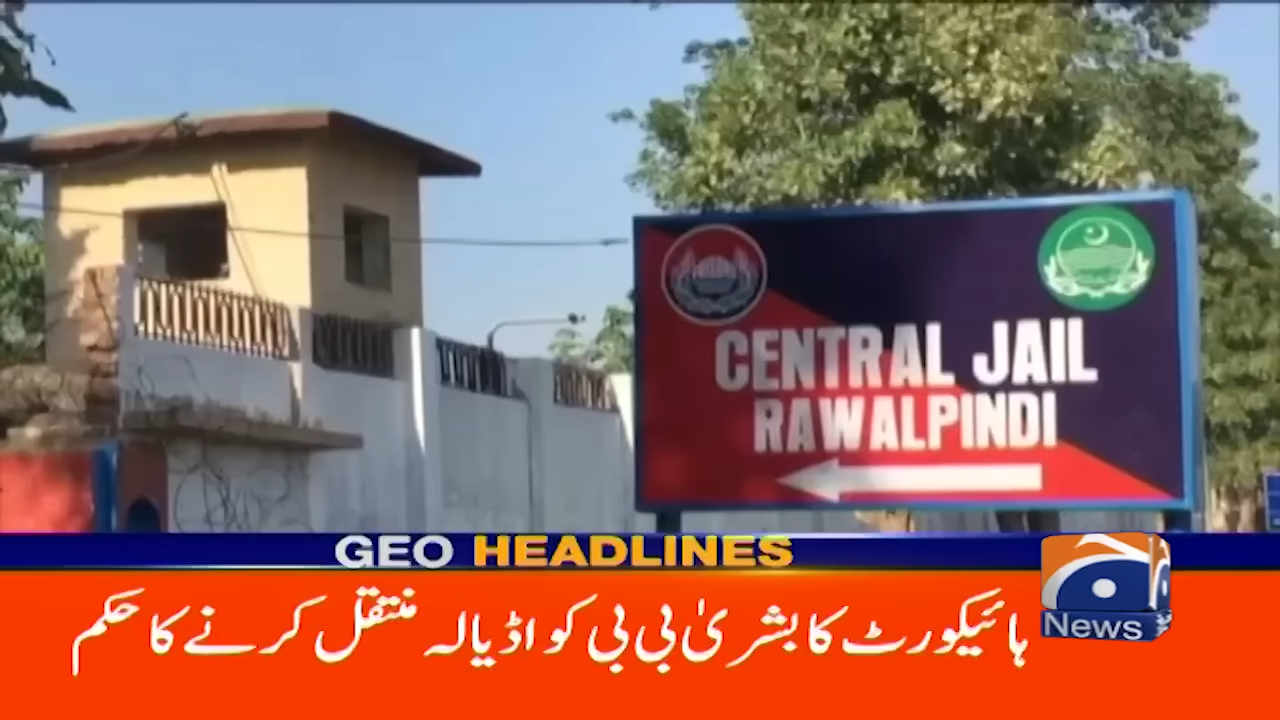 CENTRAL JAIL
RAWALPINDI
GEO HEADLINES
News
ہائیکورٹ کا بشریٰ بی بی کو اڈیالہ منتقل کرنے کا حکم